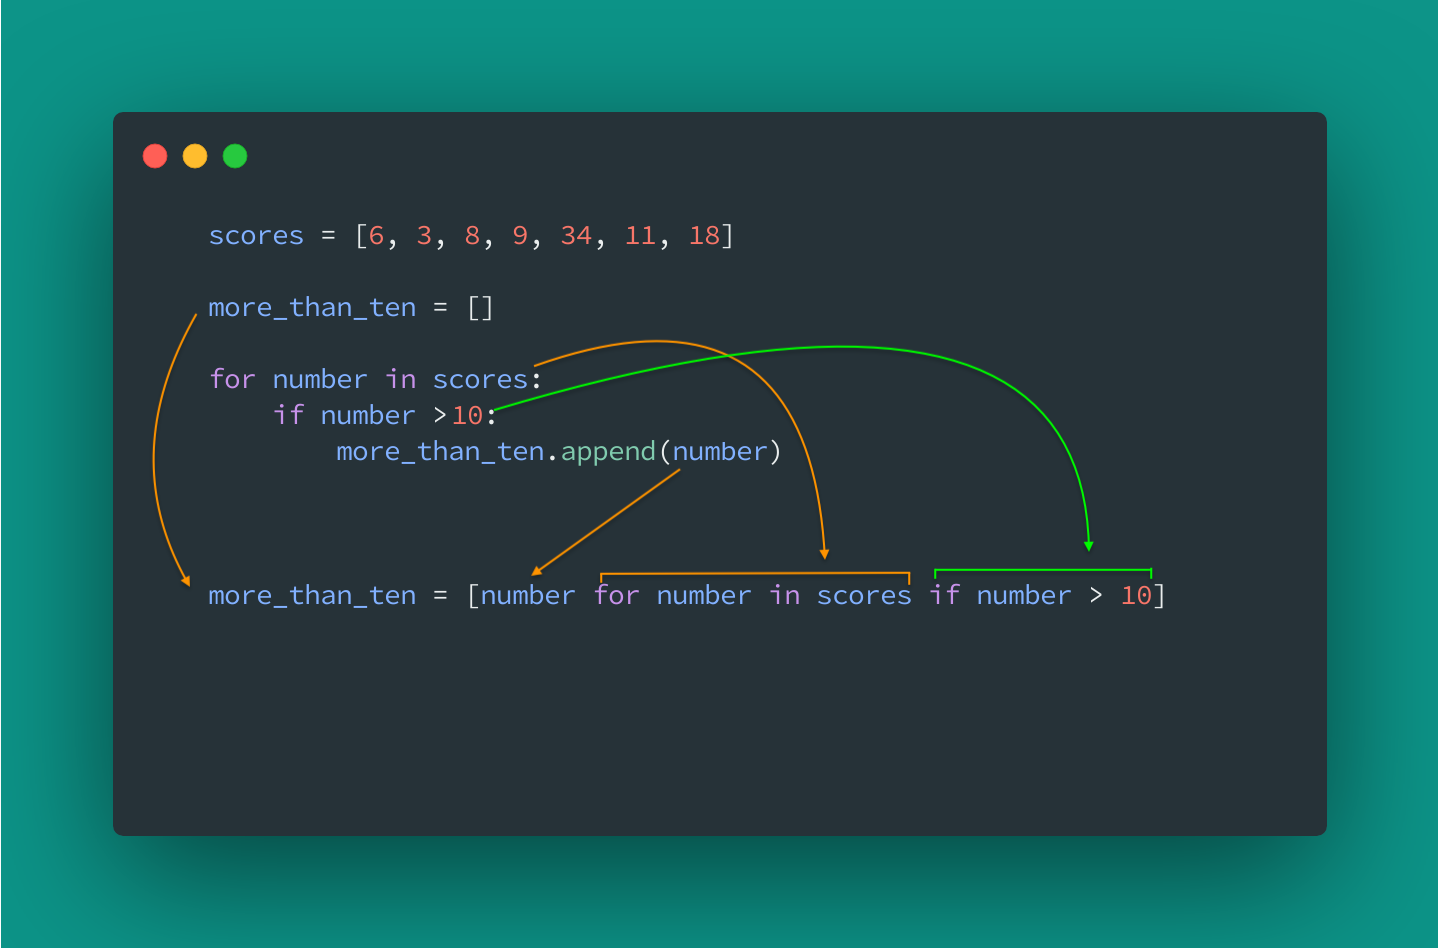 scores = [6, 3, 8, 9, 34, 11, 18]
more_than_ten = []
for number in scores:
    if number >10:
        more_than_ten.append(number)
more_than_ten = [number for number in scores if number > 10]